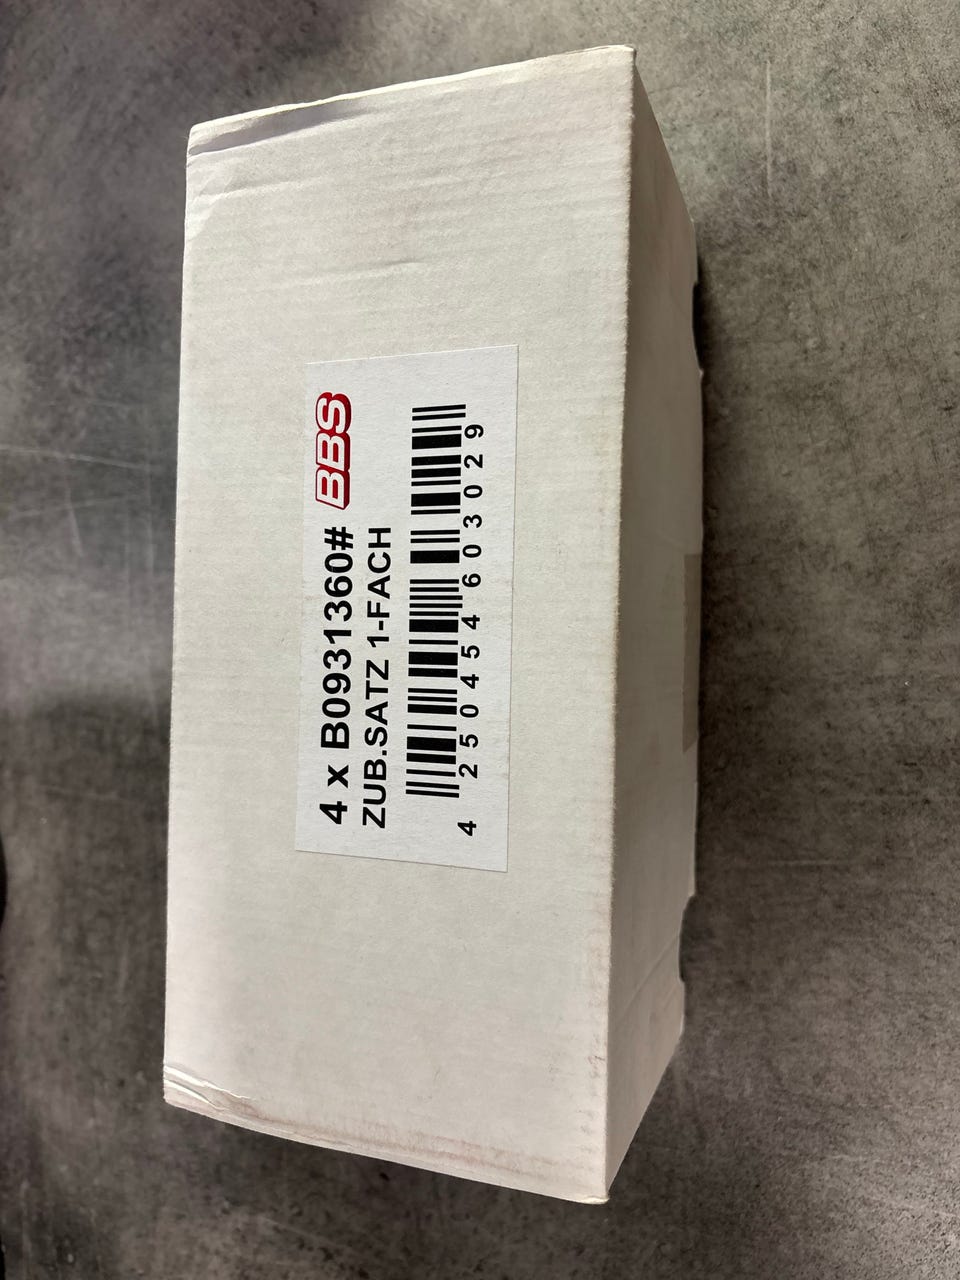 4 x B0931360# BBS
ZUB.SATZ 1-FACH
4 250454 603029